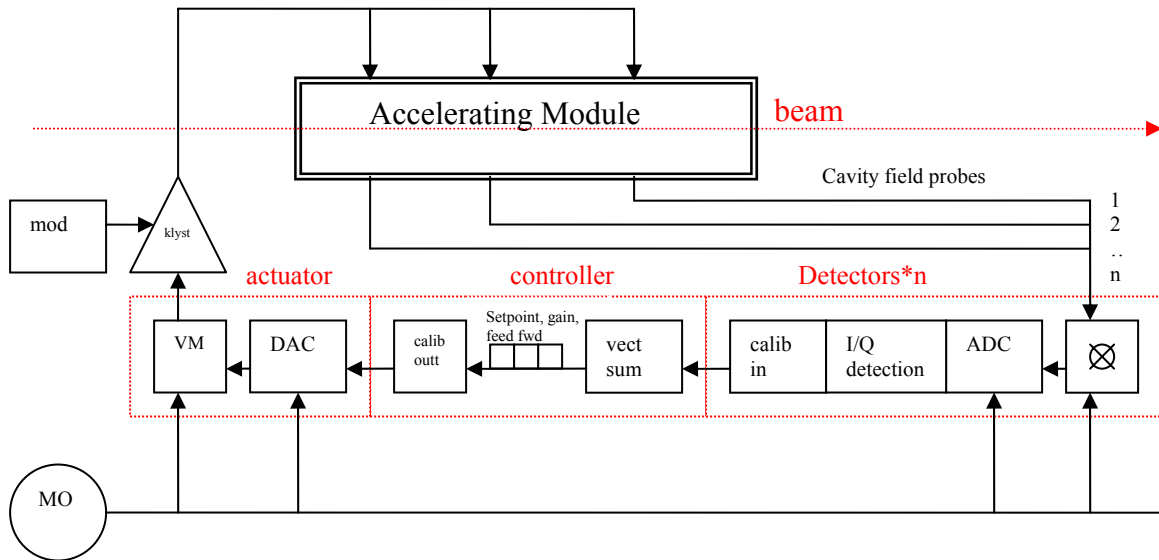 Accelerating Module
beam
Cavity field probes
1
2
..
n
mod
klyst
actuator
controller
Detectors*n
VM
DAC
calib
outt
Setpoint, gain,
feed fwd
vect
sum
calib
in
I/Q
detection
ADC
MO